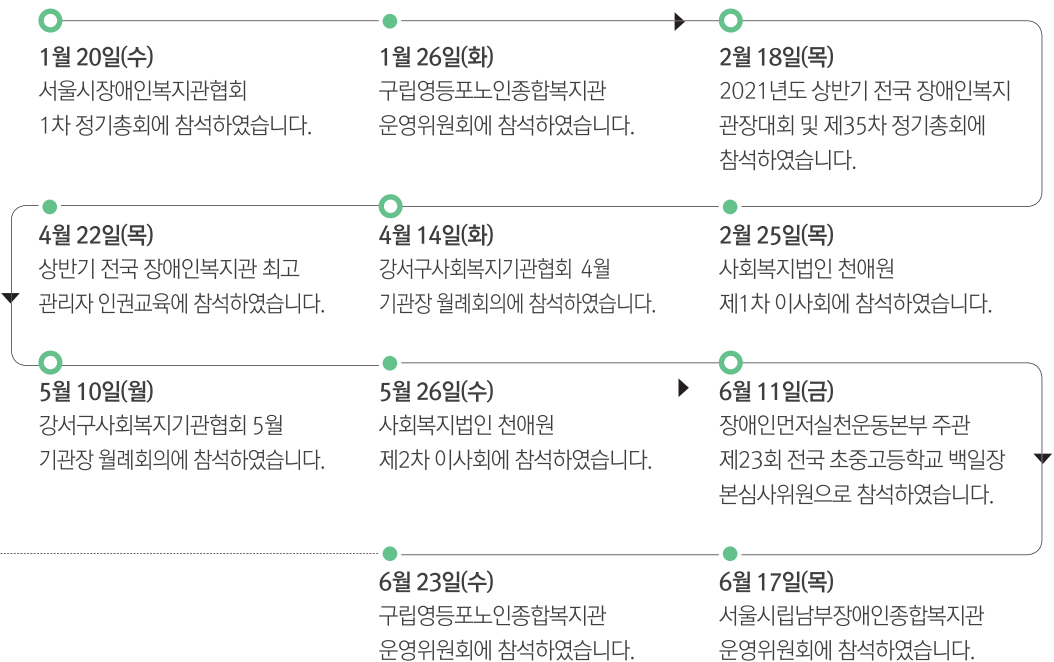 1월 20일(수)
서울시장애인복지관협회
1차 정기총회에 참석하였습니다.
1월 26일(화)
구립영등포노인종합복지관
운영위원회에 참석하였습니다.
2월 18일(목)
2021년도 상반기 전국 장애인복지
관장대회 및 제35차 정기총회에
참석하였습니다.
2월 25일(목)
사회복지법인 천애원
제1차 이사회에 참석하였습니다.
4월 14일(화)
강서구사회복지기관협회 4월
기관장 월례회의에 참석하였습니다.
4월 22일(목)
상반기 전국 장애인복지관 최고
관리자 인권교육에 참석하였습니다.
5월 10일(월)
강서구사회복지기관협회 5월
기관장 월례회의에 참석하였습니다.
5월 26일(수)
사회복지법인 천애원
제2차 이사회에 참석하였습니다.
6월 11일(금)
장애인먼저실천운동본부 주관
제23회 전국 초중고등학교 백일장
본심사위원으로 참석하였습니다.
6월 17일(목)
서울시립남부장애인종합복지관
운영위원회에 참석하였습니다.
6월 23일(수)
구립영등포노인종합복지관
운영위원회에 참석하였습니다.